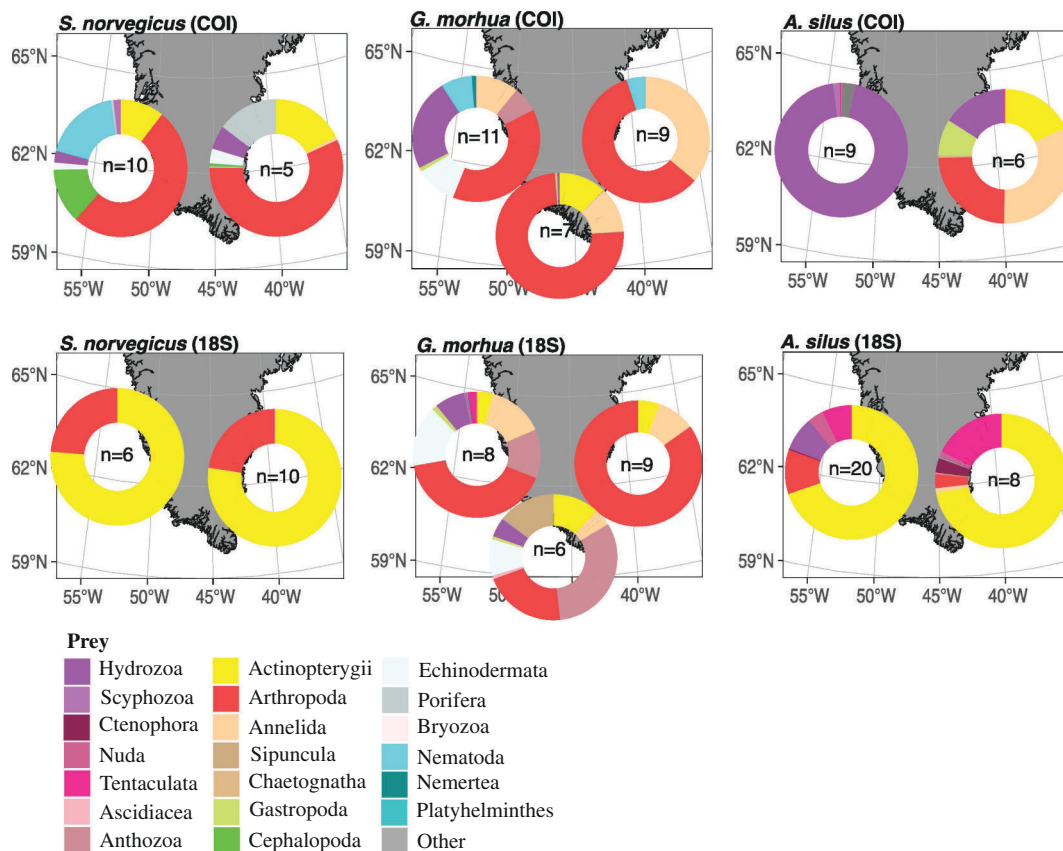 S. norvegicus (COI)
G. morhua (COI)
A. silus (COI)
65°N
62°N
59°N
n=10
n=5
55°W
50°W
45°W
40°W
65°N
62°N
59°N
n=11
n=9
n=7
55°W
50°W
45°W
40°W
65°N
62°N
59°N
n=9
n=6
55°W
50°W
45°W
40°W
S. norvegicus (18S)
G. morhua (18S)
A. silus (18S)
65°N
62°N
59°N
n=6
n=10
55°W
50°W
45°W
40°W
65°N
62°N
59°N
n=8
n=9
n=6
55°W
50°W
45°W
40°W
65°N
62°N
59°N
n=20
n=8
55°W
50°W
45°W
40°W
Prey
Hydrozoa
Scyphozoa
Ctenophora
Nuda
Tentaculata
Ascidiacea
Anthozoa
Actinopterygii
Arthropoda
Annelida
Sipuncula
Chaetognatha
Gastropoda
Cephalopoda
Echinodermata
Porifera
Bryozoa
Nematoda
Nemertea
Platyhelminthes
Other